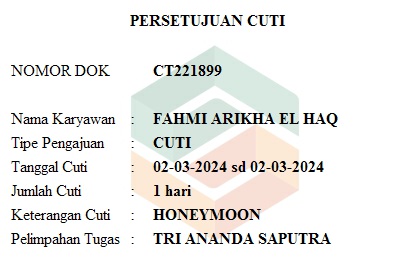 PERSETUJUAN CUTI
NOMOR DOK CT221899
Nama Karyawan : FAHMI ARIKHA EL HAQ
Tipe Pengajuan : CUTI
Tanggal Cuti : 02-03-2024 sd 02-03-2024
Jumlah Cuti : 1 hari
Keterangan Cuti : HONEYMOON
Pelimpahan Tugas : TRI ANANDA SAPUTRA